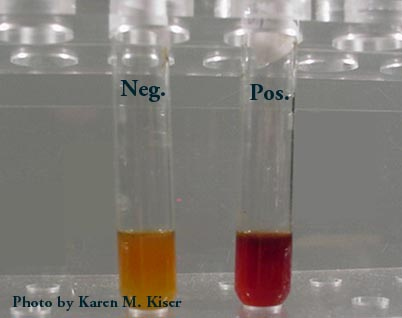 Neg.
Pos.
Photo by Karen M. Kiser